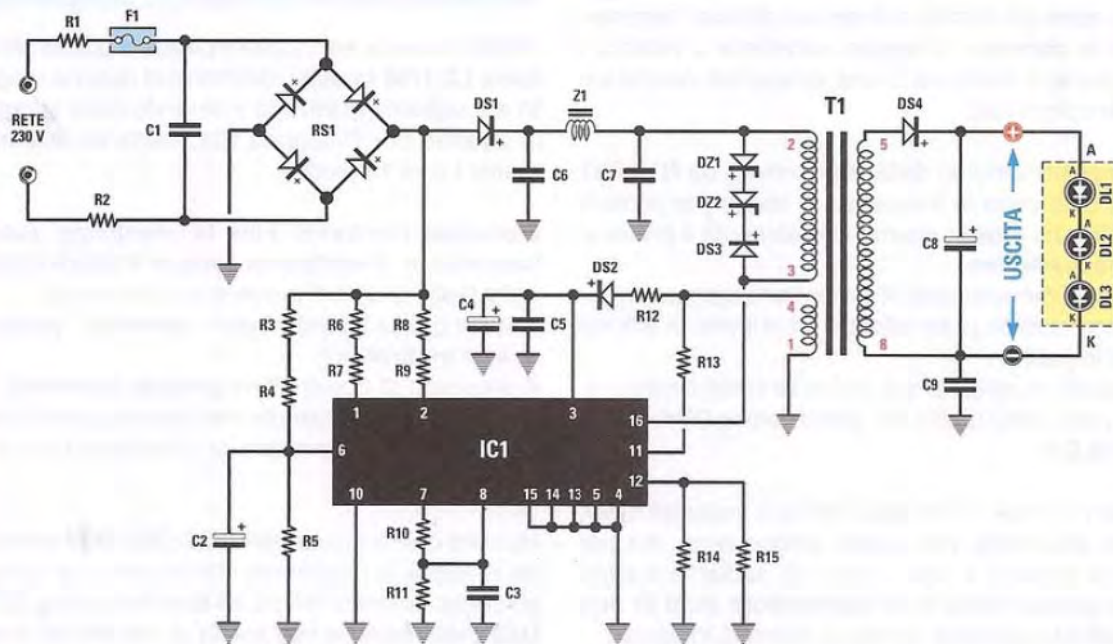 R1
F1
RETE
230 V
C1
RS1
R2
DS1
Z1
C6
C7
DZ1
DZ2
DS3
T1
2
3
4
1
5
8
DS4
C8
C9
USCITA
A
A
K
DL1
A
K
DL2
A
K
DL3
K
R3
R4
R6
R7
R8
R9
C4
C5
DS2
R12
R13
1
2
3
16
11
12
6
IC1
10
7
8
15
14
13
5
4
C2
R5
R10
R11
C3
R14
R15